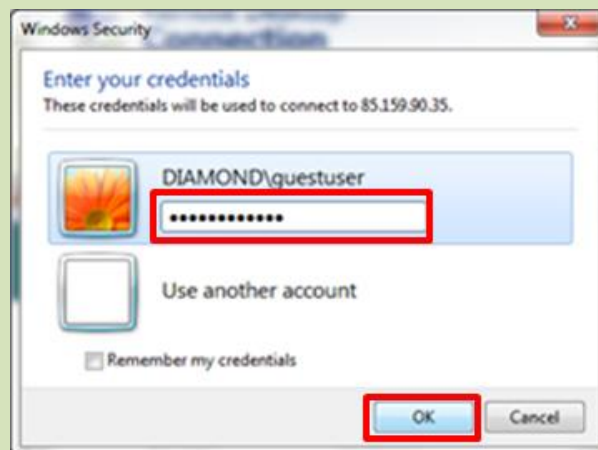 Windows Security
Connection
Enter your credentials
These credentials will be used to connect to 85.159.90.35.
DIAMOND\guestuser
••••••••••••
Use another account
Remember my credentials
OK
Cancel